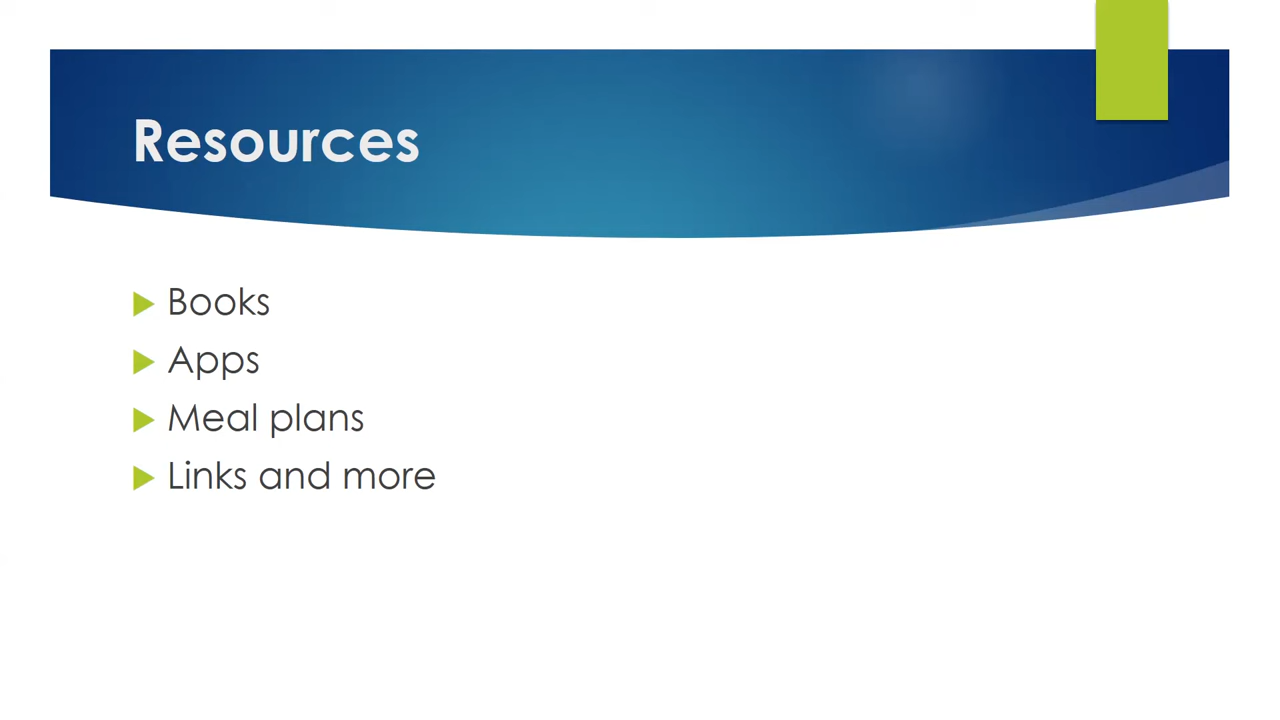 Resources
Books
Apps
Meal plans
Links and more